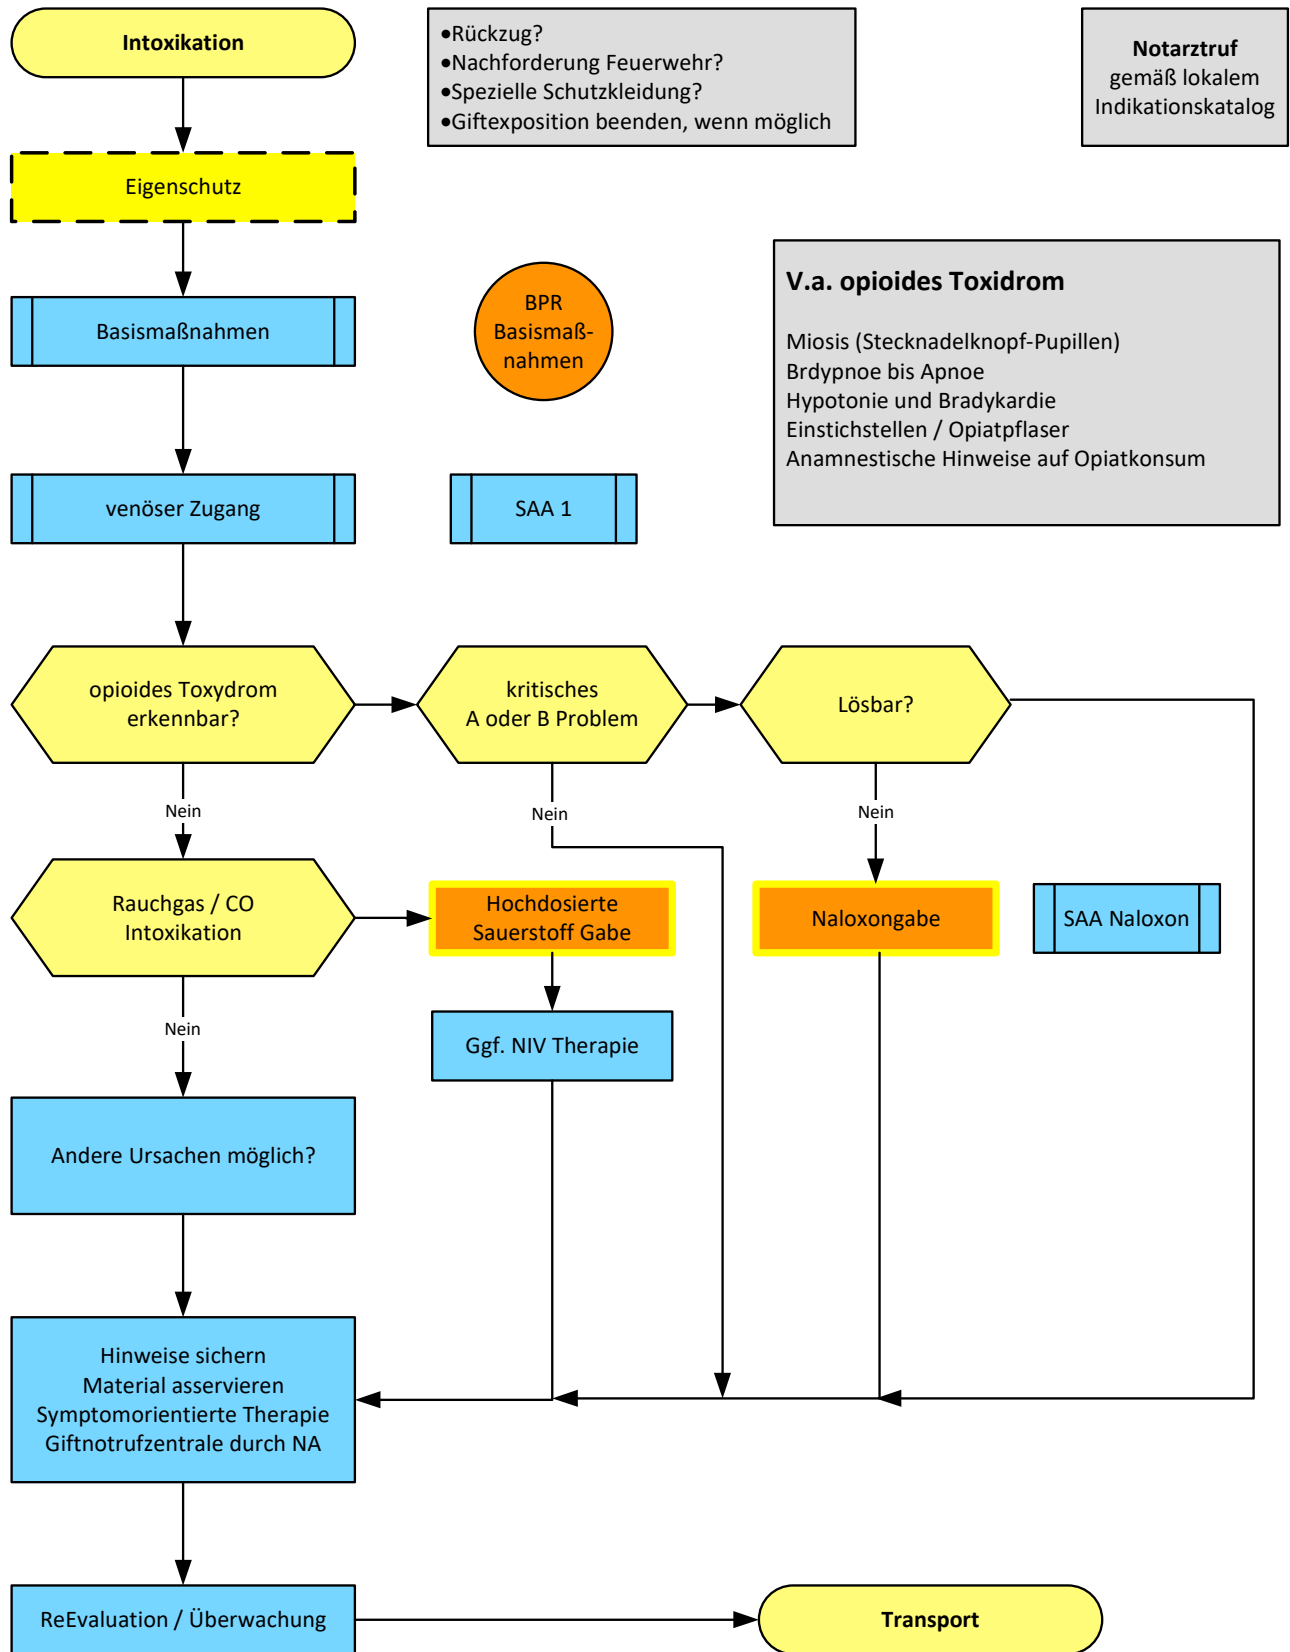 Intoxikation
•Rückzug?
•Nachforderung Feuerwehr?
•Spezielle Schutzkleidung?
•Giftexposition beenden, wenn möglich
Notarztruf
gemäß lokalem
Indikationskatalog
Eigenschutz
Basismaßnahmen
BPR
Basismaß-
nahmen
V.a. opioides Toxidrom
Miosis (Stecknadelknopf-Pupillen)
Brdypnoe bis Apnoe
Hypotonie und Bradykardie
Einstichstellen / Opiatpflaser
Anamnestische Hinweise auf Opiatkonsum
venöser Zugang
SAA 1
opioides Toxydrom
erkennbar?
kritisches
A oder B Problem
Lösbar?
Nein
Nein
Nein
Rauchgas / CO
Intoxikation
Hochdosierte
Sauerstoff Gabe
Naloxongabe
SAA Naloxon
Nein
Ggf. NIV Therapie
Andere Ursachen möglich?
Hinweise sichern
Material asservieren
Symptomorientierte Therapie
Giftnotrufzentrale durch NA
ReEvaluation / Überwachung
Transport